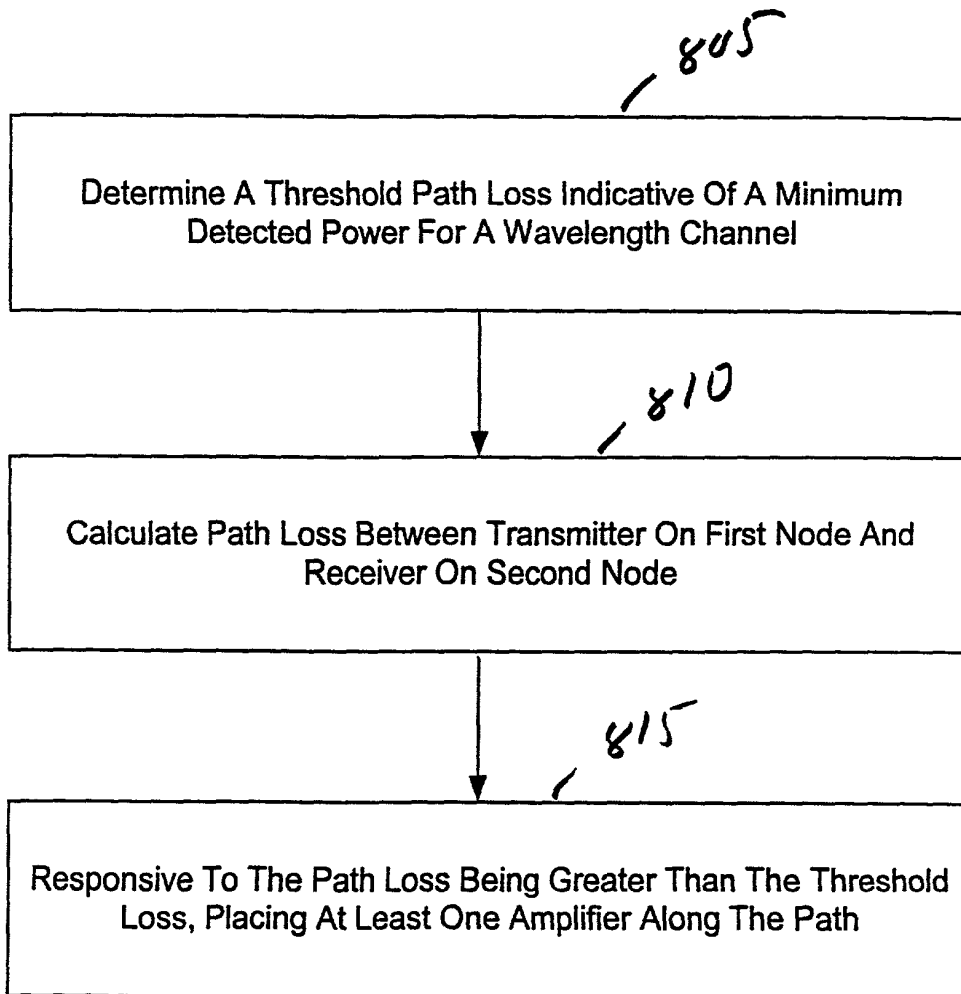 805
Determine A Threshold Path Loss Indicative Of A Minimum
Detected Power For A Wavelength Channel
810
Calculate Path Loss Between Transmitter On First Node And
Receiver On Second Node
815
Responsive To The Path Loss Being Greater Than The Threshold
Loss, Placing At Least One Amplifier Along The Path